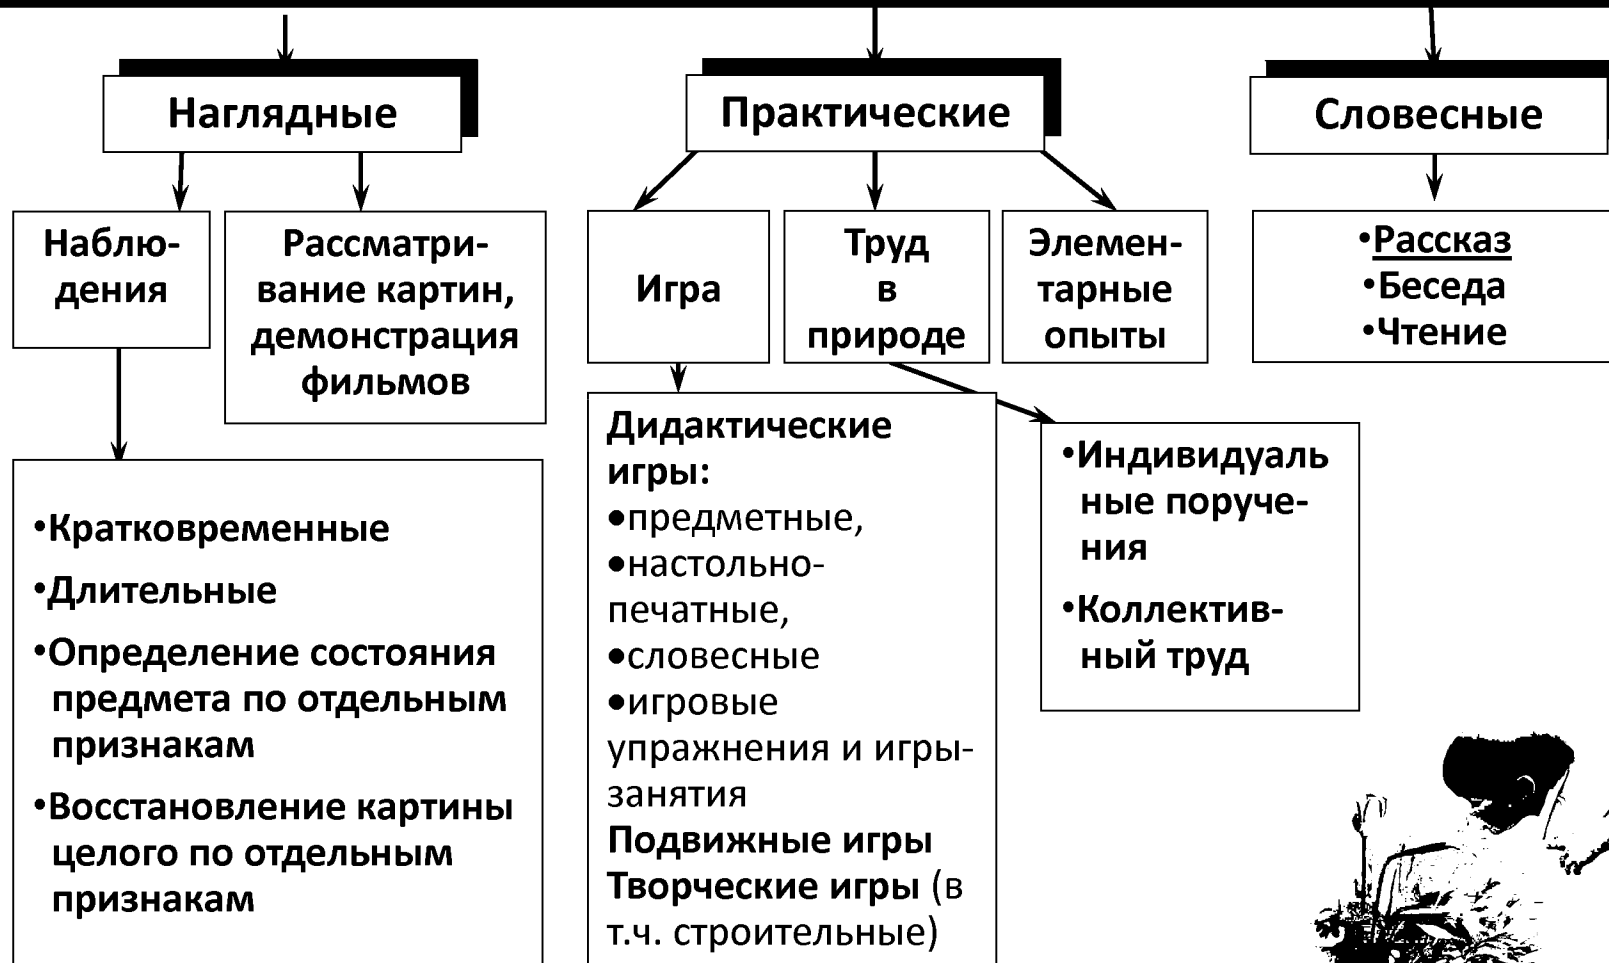 Наглядные
Практические
Словесные
Наблю-
дения
Рассматри-
вание картин,
демонстрация
фильмов
Игра
Труд
в
природе
Элемен-
тарные
опыты
•Рассказ
•Беседа
•Чтение
•Кратковременные
•Длительные
•Определение состояния
предмета по отдельным
признакам
•Восстановление картины
целого по отдельным
признакам
Дидактические
игры:
•предметные,
•настольно-
печатные,
•словесные
•игровые
упражнения и игры-
занятия
Подвижные игры
Творческие игры (в
т.ч. строительные)
•Индивидуаль
ные поруче-
ния
•Коллектив-
ный труд